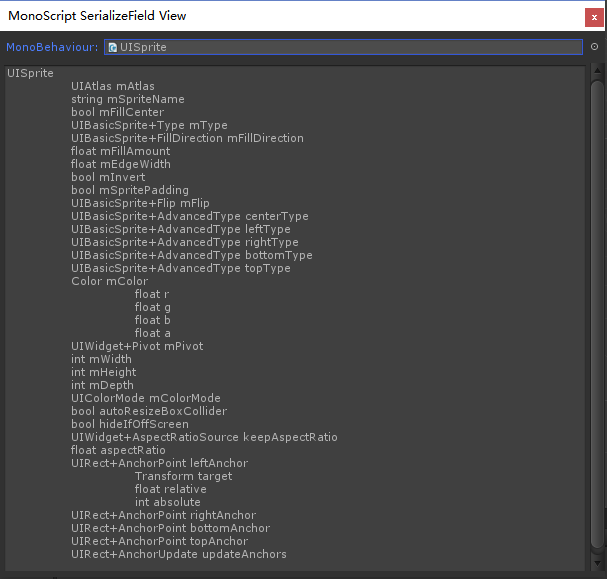 MonoScript SerializeField View
x
MonoBehaviour: UISprite
UISprite
UIAtlas mAtlas
string mSpriteName
bool mFillCenter
UIBasicSprite+Type mType
UIBasicSprite+FillDirection mFillDirection
float mFillAmount
float mEdgeWidth
bool mInvert
bool mSpritePadding
UIBasicSprite+Flip mFlip
UIBasicSprite+AdvancedType centerType
UIBasicSprite+AdvancedType leftType
UIBasicSprite+AdvancedType rightType
UIBasicSprite+AdvancedType bottomType
UIBasicSprite+AdvancedType topType
Color mColor
float r
float g
float b
float a
UIWidget+Pivot mPivot
int mWidth
int mHeight
int mDepth
UIColorMode mColorMode
bool autoResizeBoxCollider
bool hideIfOffScreen
UIWidget+AspectRatioSource keepAspectRatio
float aspectRatio
UIRect+AnchorPoint leftAnchor
Transform target
float relative
int absolute
UIRect+AnchorPoint rightAnchor
UIRect+AnchorPoint bottomAnchor
UIRect+AnchorPoint topAnchor
UIRect+AnchorUpdate updateAnchors